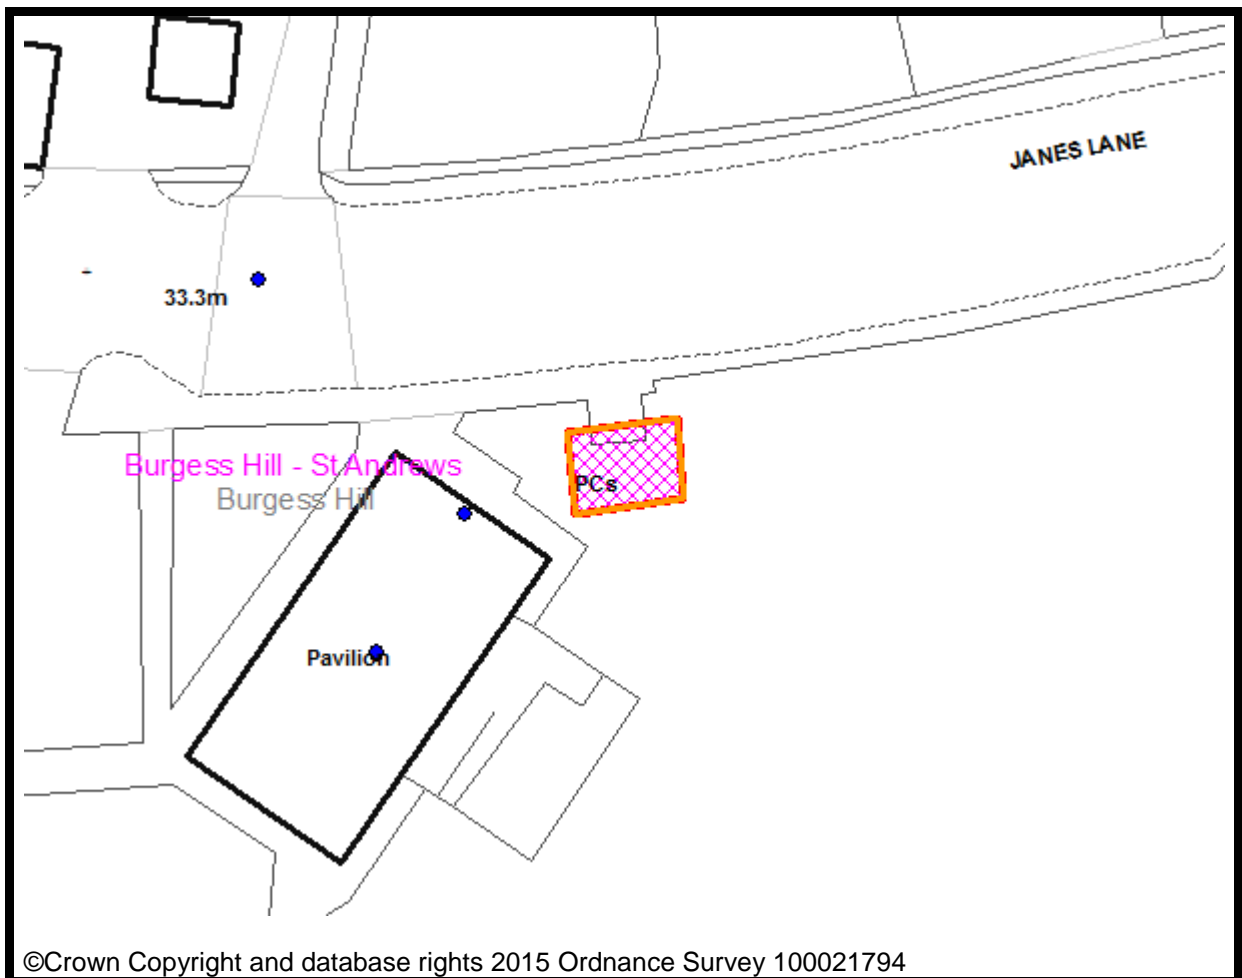 JANES LANE
33.3m
Burgess Hill - St Andrews
Burgess Hill
PCs
Pavilion
©Crown Copyright and database rights 2015 Ordnance Survey 100021794